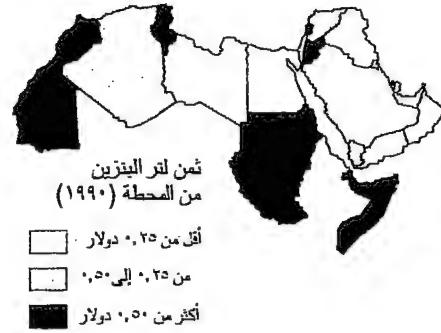 ثمن لتر البنزين
من المحطة (١٩٩٠)
أقل من ٠,٢٥ دولار
من ٠,٢٥ إلى ٠,٥٠
أكثر من ٠,٥٠ دولار